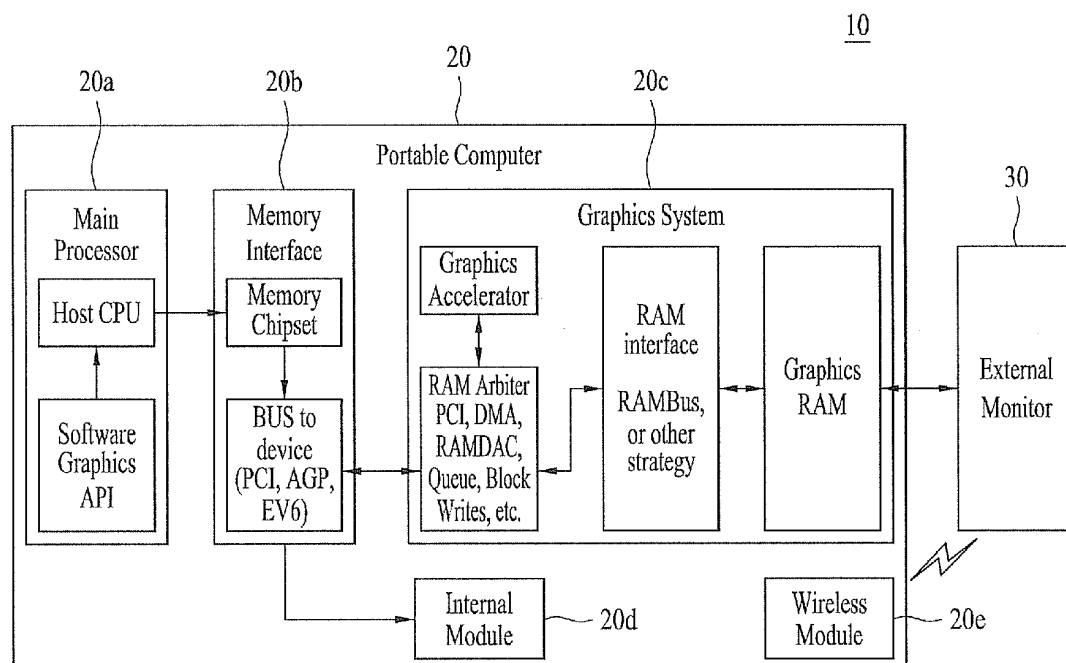 10
20a
20b
20
20c
Portable Computer
30
Main
Processor
Host CPU
Software
Graphics
API
Memory
Interface
Memory
Chipset
BUS to
device
(PCI, AGP,
EV6)
Graphics System
Graphics
Accelerator
RAM Arbiter
PCI, DMA,
RAMDAC,
Queue, Block
Writes, etc.
RAM
interface
RAMBus,
or other
strategy
Graphics
RAM
External
Monitor
Internal
Module
20d
Wireless
Module
20e